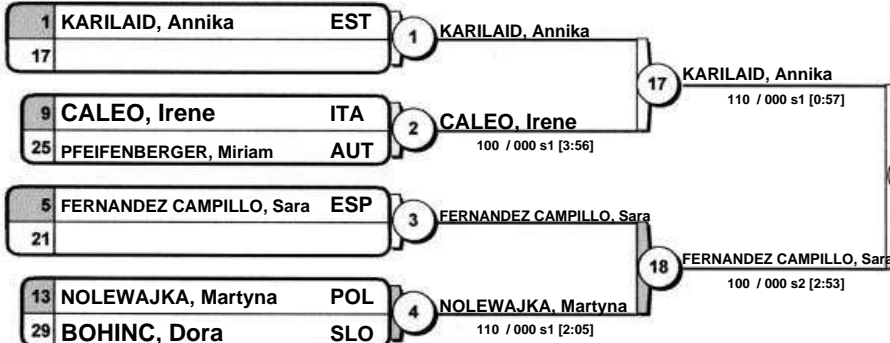 1 KARILAID, Annika EST
17
1
KARILAID, Annika
9 CALEO, Irene ITA
25 PFEIFENBERGER, Miriam AUT
2
CALEO, Irene
100 / 000 s1 [3:56]
17
KARILAID, Annika
110 / 000 s1 [0:57]
5 FERNANDEZ CAMPILLO, Sara ESP
21
3
FERNANDEZ CAMPILLO, Sara
13 NOLEWAJKA, Martyna POL
29 BOHINC, Dora SLO
4
NOLEWAJKA, Martyna
110 / 000 s1 [2:05]
18
FERNANDEZ CAMPILLO, Sara
100 / 000 s2 [2:53]